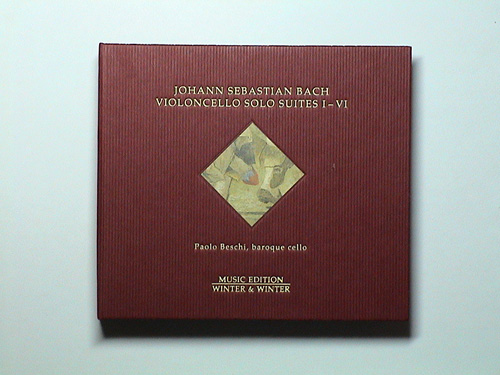 JOHANN SEBASTIAN BACH
VIOLONCELLO SOLO SUITES I–VI
Paolo Beschi, baroque cello
MUSIC EDITION
WINTER & WINTER